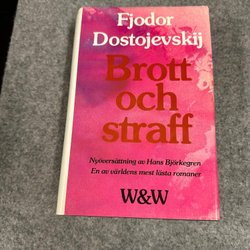 Fjodor
Dostojevskij
Brott
och
straff
Nyöversättning av Hans Björkegren
En av världens mest lästa romaner
W&W